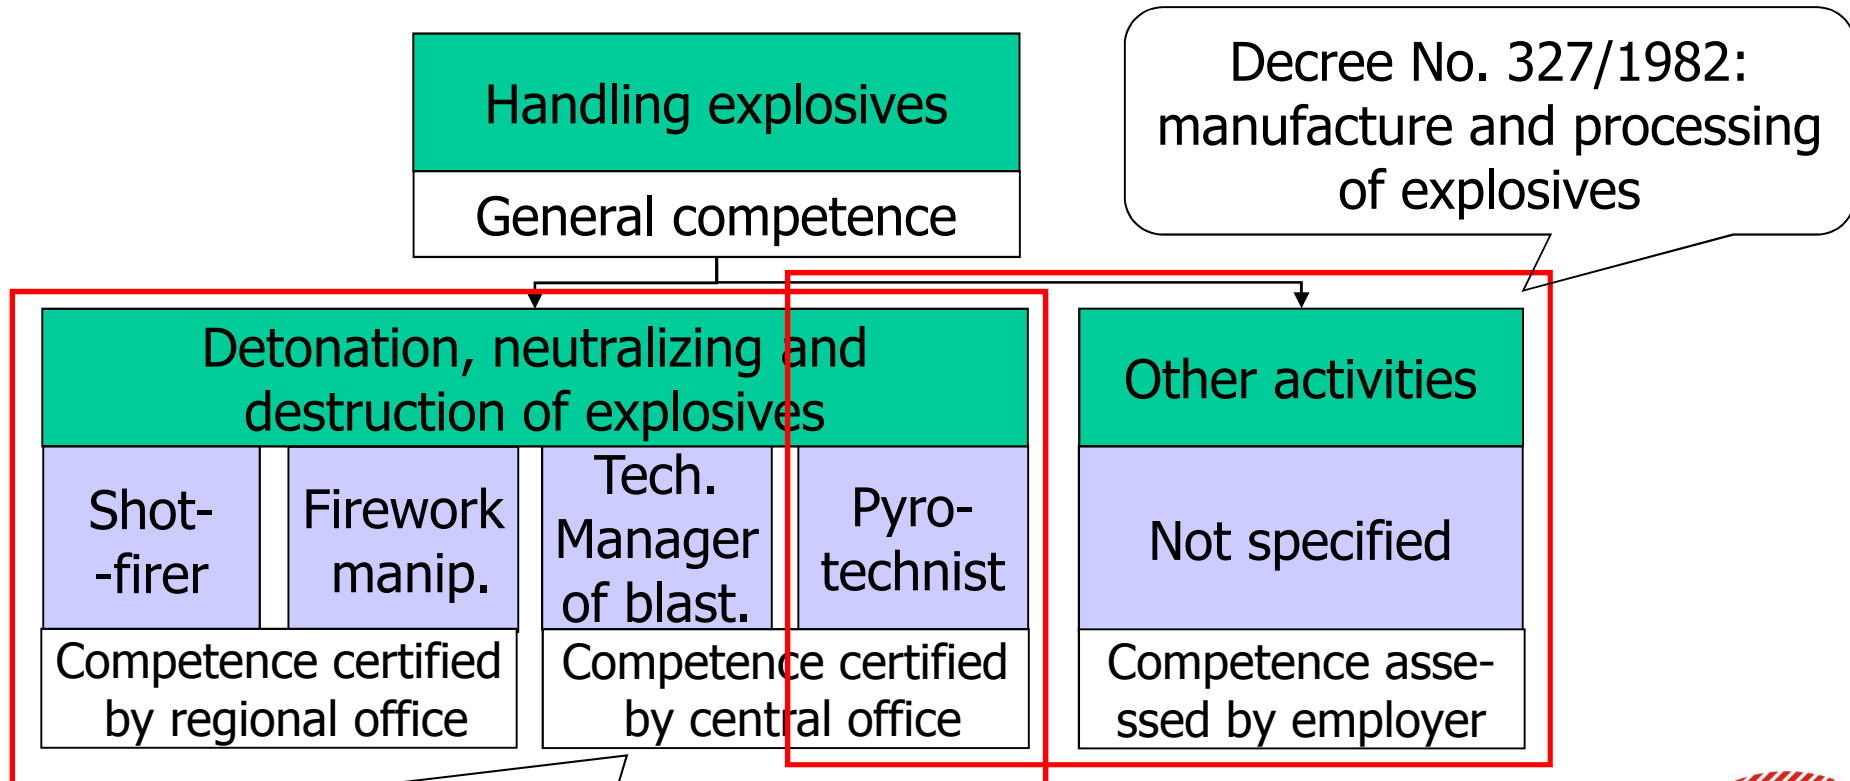 Handling explosives
General competence
Decree No. 327/1982:
manufacture and processing
of explosives
Detonation, neutralizing and
destruction of explosives
Other activities
Shot-
-firer
Firework
manip.
Tech.
Manager
of blast.
Pyro-
technist
Not specified
Competence certified
by regional office
Competence certified
by central office
Competence asse-
ssed by employer